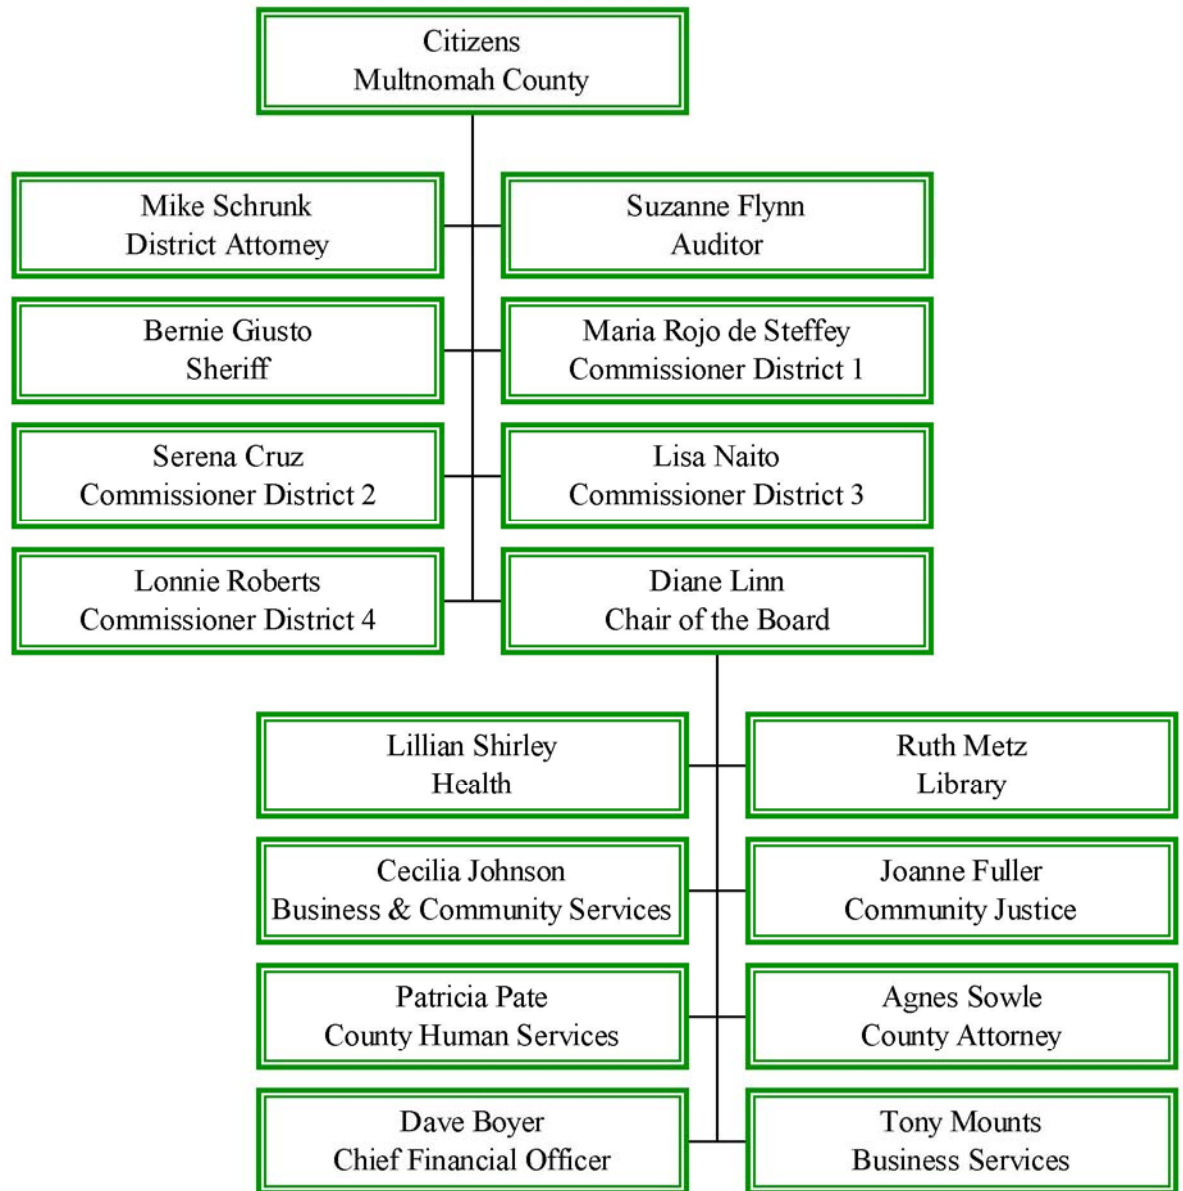 Citizens
Multnomah County
Mike Schrunk
District Attorney
Suzanne Flynn
Auditor
Bernie Giusto
Sheriff
Maria Rojo de Steffey
Commissioner District 1
Serena Cruz
Commissioner District 2
Lisa Naito
Commissioner District 3
Lonnie Roberts
Commissioner District 4
Diane Linn
Chair of the Board
Lillian Shirley
Health
Ruth Metz
Library
Cecilia Johnson
Business & Community Services
Joanne Fuller
Community Justice
Patricia Pate
County Human Services
Agnes Sowle
County Attorney
Dave Boyer
Chief Financial Officer
Tony Mounts
Business Services